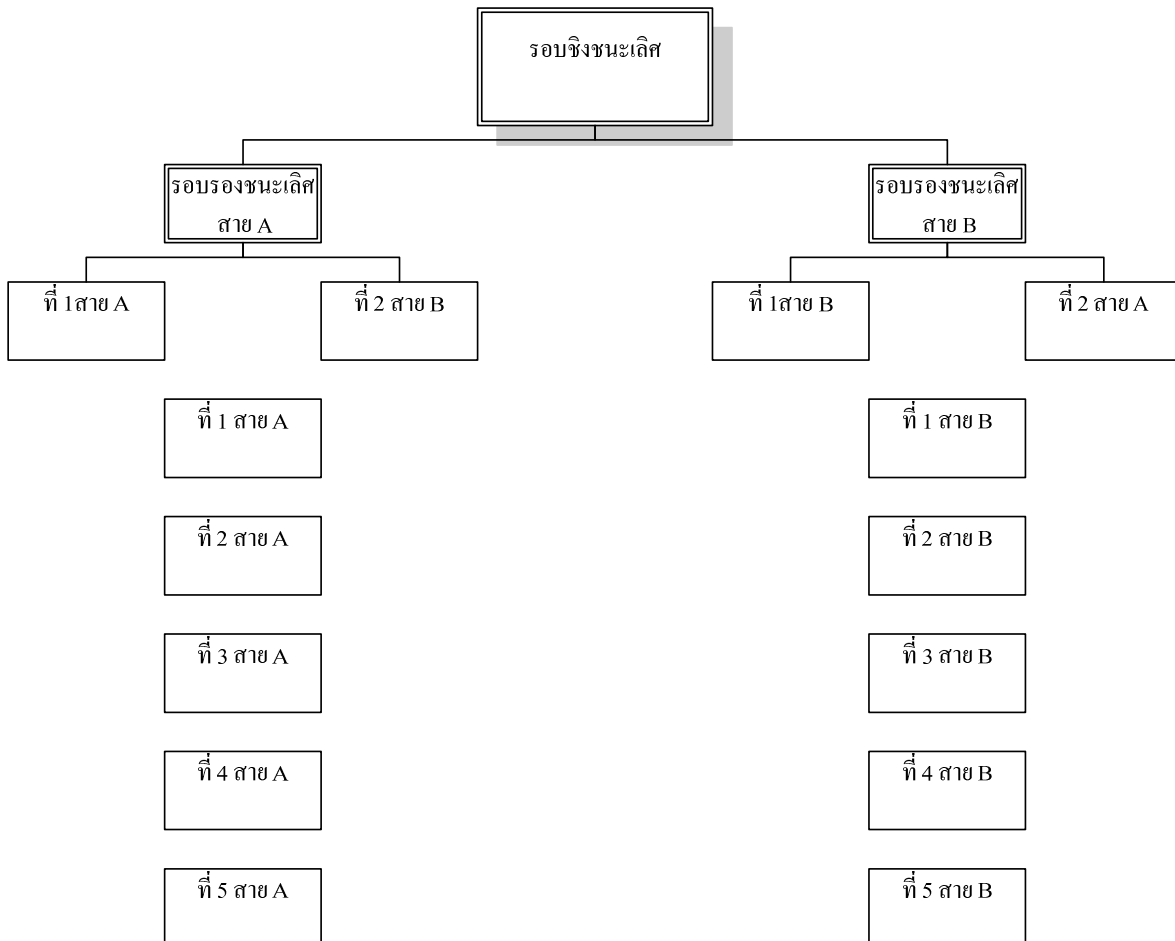 รอบชิงชนะเลิศ
รอบรองชนะเลิศ
สาย A
รอบรองชนะเลิศ
สาย B
ที่ 1สาย A
ที่ 2 สาย B
ที่ 1สาย B
ที่ 2 สาย A
ที่ 1 สาย A
ที่ 1 สาย B
ที่ 2 สาย A
ที่ 2 สาย B
ที่ 3 สาย A
ที่ 3 สาย B
ที่ 4 สาย A
ที่ 4 สาย B
ที่ 5 สาย A
ที่ 5 สาย B